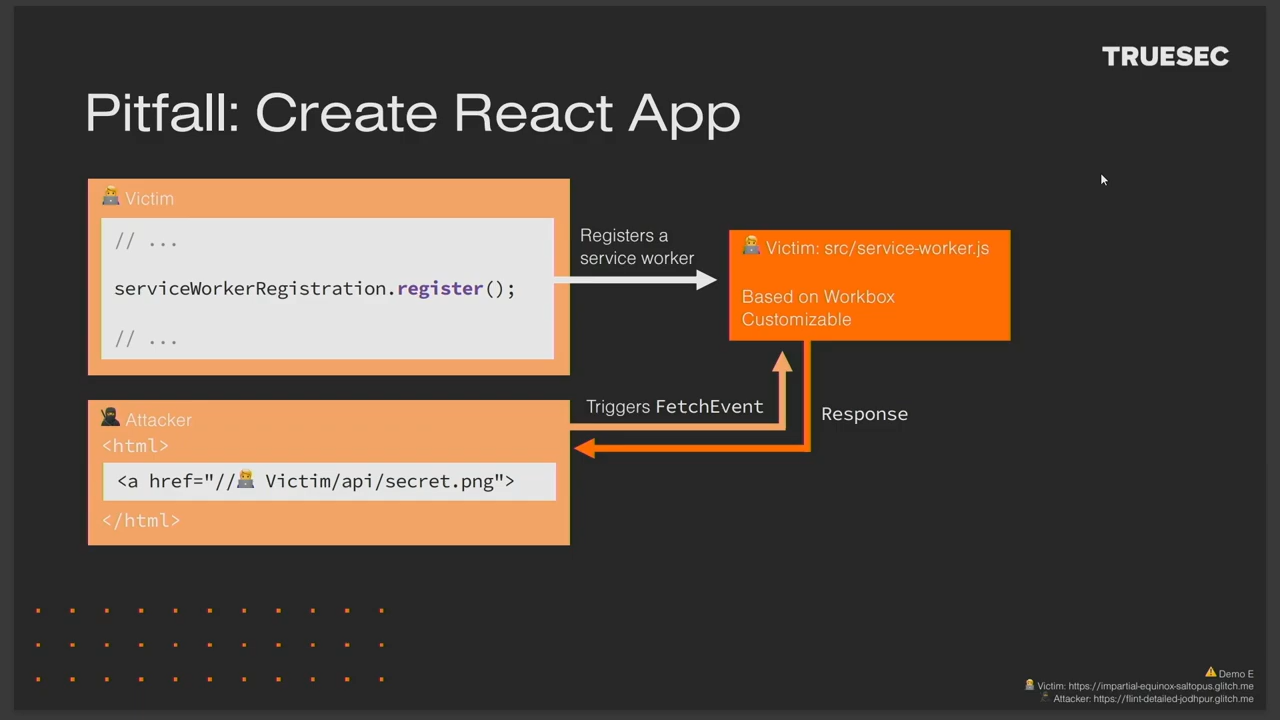 TRUESEC
Pitfall: Create React App
Victim
// ...
serviceWorkerRegistration.register();
// ...
Registers a
service worker
Victim: src/service-worker.js
Based on Workbox
Customizable
Attacker
<html>
<a href="// Victim/api/secret.png">
</html>
Triggers FetchEvent
Response
Demo E
Victim: https://impartial-equinox-saltopus.glitch.me
Attacker: https://flint-detailed-jodhpur.glitch.me